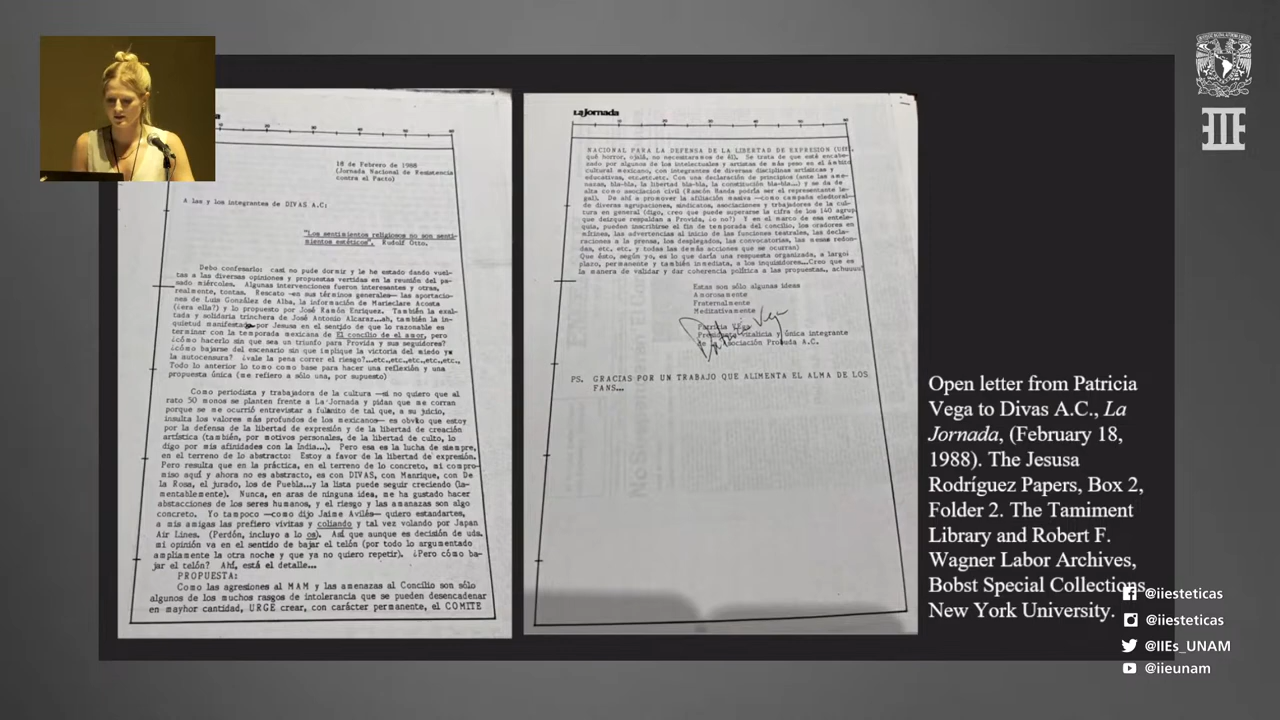 18 de Febrero de 1988
(Jornada Nacional de Resistencia
contra el Pacto)
A las y los integrantes de DIVAS A.C:
"Los sentimientos religiosos no son senti-
mientos estéticos". Rudolf Otto.
Debo confesarlo: casi no pude dormir y le he estado dando vuel-
tas a las diversas opiniones y propuestas vertidas en la reunión del pa-
sado miércoles. Algunas intervenciones fueron interesantes y otras,
realmente, tontas. Rescato —en sus términos generales— las aportacio-
nes de Luis González de Alba, la información de Marieclare Acosta
(¿era ella?) y lo propuesto por José Ramón Enríquez. También la exal-
tada y solidaria trinchera de José Antonio Alcaraz...ah, también la in-
quietud manifestada por Jesusa en el sentido de que lo razonable es
terminar con la temporada mexicana de El concilio de el amor, pero
¿cómo hacerlo sin que sea un triunfo para Provida y sus seguidores?
¿cómo bajarse del escenario sin que implique la victoria del miedo y
la autocensura? ¿vale la pena correr el riesgo?...etc.,etc.,etc.,etc.,
Todo lo anterior lo tomo como base para hacer una reflexión y una
propuesta única (me refiero a sólo una, por supuesto)
Como periodista y trabajadora de la cultura —si no quiero que al
rato 50 monos se planten frente a La Jornada y pidan que me corran
porque se me ocurrió entrevistar a fulanito de tal que, a su juicio,
insulta los valores más profundos de los mexicanos— es obvio que estoy
por la defensa de la libertad de expresión y de la libertad de creación
artística (también, por motivos personales, de la libertad de culto, lo
digo por mis afinidades con la India...). Pero esa es la lucha de siempre,
en el terreno de lo abstracto: Estoy a favor de la libertad de expresión.
Pero resulta que en la práctica, en el terreno de lo concreto, mi compro-
miso aquí y ahora no es abstracto, es con DIVAS, con Manrique, con De
la Rosa, el jurado, los de Puebla...y la lista puede seguir creciendo (la-
mentablemente). Nunca, en aras de ninguna idea, me ha gustado hacer
abstacciones de los seres humanos, y el riesgo y las amanazas son algo
concreto. Yo tampoco —como dijo Jaime Avilés— quiero estandartes,
a mis amigas las prefiero vivitas y coliando y tal vez volando por Japan
Air Lines. (Perdón, incluyo a lo os). Así que aunque es decisión de uds.
mi opinión va en el sentido de bajar el telón (por todo lo argumentado
ampliamente la otra noche y que ya no quiero repetir). ¿Pero cómo ba-
jar el telón? Ahí, está el detalle...
PROPUESTA:
Como las agresiones al MAM y las amenazas al Concilio son sólo
algunos de los muchos rasgos de intolerancia que se pueden desencadenar
en mayhor cantidad, URGE crear, con carácter permanente, el COMITE
La Jornada
NACIONAL PARA LA DEFENSA DE LA LIBERTAD DE EXPRESION (Uff,
qué horror, ojalá, no necesitaramos de él). Se trata de que esté encabe-
zado por algunos de los intelectuales y artistas de más peso en el ámbito
cultural mexicano, con integrantes de diversas disciplinas artísticas y
educativas, etc.etc.etc. Con una declaración de principios (ante las ame-
nazas, bla-bla, la libertad bla-bla, la constitución bla-bla...) y se da de
alta como asociación civil (Ramón Banda podría ser el representante le-
gal). De ahí a promover la afiliación masiva —como campaña electoral—
de diversas agrupaciones, sindicatos, asociaciones y trbajadores de la cul-
tura en general (digo, creo que puede superarse la cifra de los 140 agrup.
que dizque respaldan a Provida, ¿o no?) Y en el marco de esa entele-
quia, pueden inscribirse el fin de temporada del concilio, los oradores en
mítines, las advertencias al inicio de las funciones teatrales, las decla-
raciones a la prensa, los desplegados, las convocatorias, las mesas redon-
das, etc. etc. y todas las demás acciones que se ocurran)
Que ésto, según yo, es lo que daría una respuesta organizada, a largoi
plazo, permanente y también inmediata, a los inquisidores...Creo que es
la manera de validar y dar coherencia política a las propuestas.,
Estas son sólo algunas ideas
Amorosamente
Fraternalmente
Meditativamente
Patricia Vega
Presidenta vitalicia y única integrante
de la Asociación Produda A.C.
PS. GRACIAS POR UN TRABAJO QUE ALIMENTA EL ALMA DE LOS
FANS...
Open letter from Patricia
Vega to Divas A.C., La
Jornada, (February 18,
1988). The Jesusa
Rodríguez Papers, Box 2,
Folder 2. The Tamiment
Library and Robert F.
Wagner Labor Archives,
Bobst Special Collections,
New York University.
@iiesteticas
@iiesteticas
@IIEs_UNAM
@iieunam